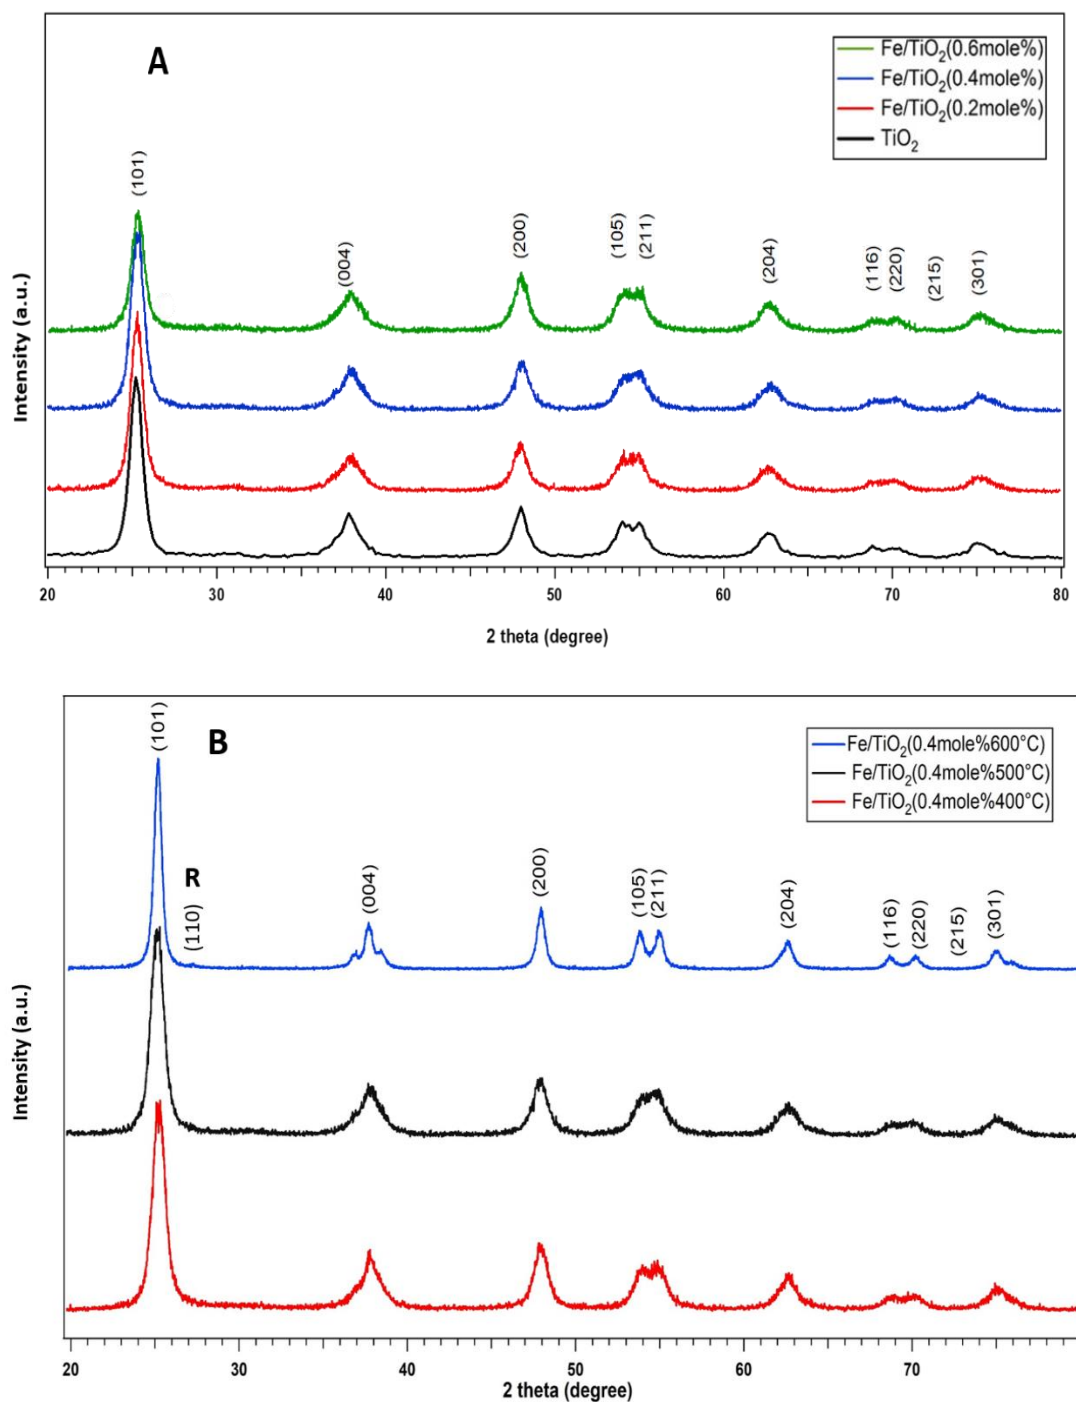 A
Fe/TiO2(0.6mole%)
Fe/TiO2(0.4mole%)
Fe/TiO2(0.2mole%)
TiO2
(101)
(004)
(200)
(105)
(211)
(204)
(116)
(220)
(215)
(301)
Intensity (a.u.)
20 30 40 50 60 70 80
2 theta (degree)
B
Fe/TiO2(0.4mole%600°C)
Fe/TiO2(0.4mole%500°C)
Fe/TiO2(0.4mole%400°C)
(101)
R
(110)
(004)
(200)
(105)
(211)
(204)
(116)
(220)
(215)
(301)
Intensity (a.u.)
20 30 40 50 60 70
2 theta (degree)